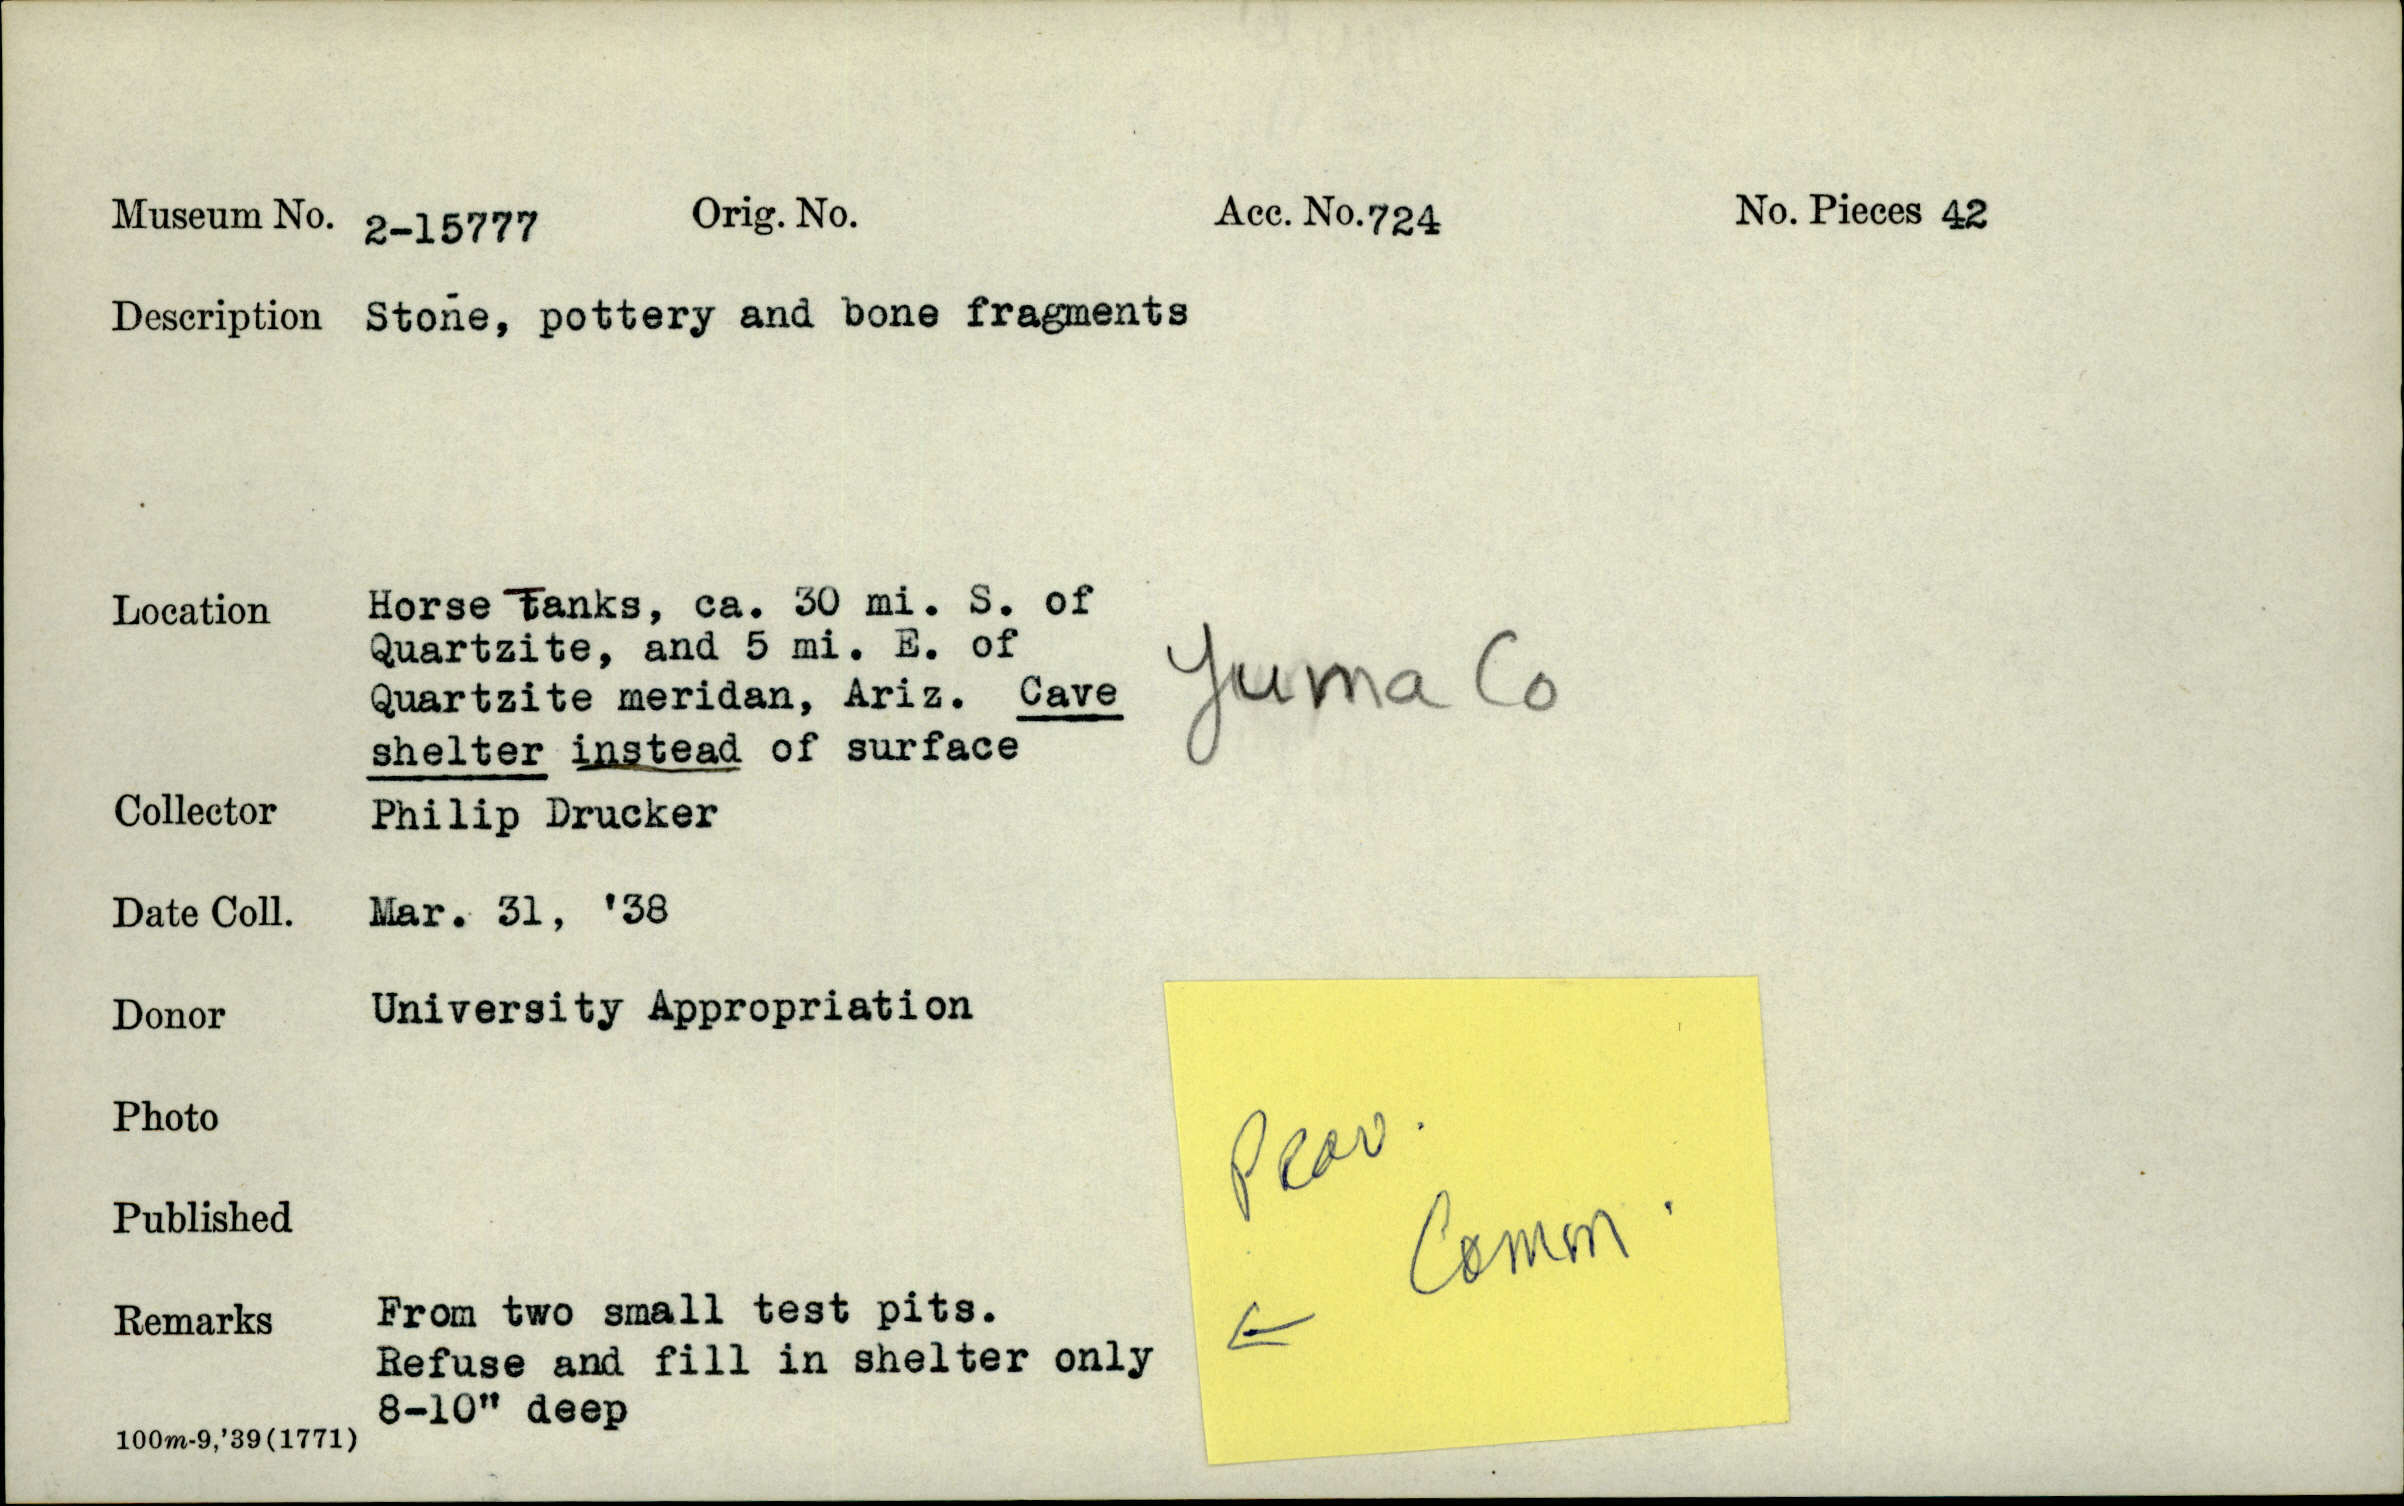 Museum No. 2-15777 Orig. No. Acc. No. 724 No. Pieces 42
Description Stone, pottery and bone fragments
Location Horse Tanks, ca. 30 mi. S. of
Quartzite, and 5 mi. E. of
Quartzite meridan, Ariz. Cave
shelter instead of surface
Yuma Co
Collector Philip Drucker
Date Coll. Mar. 31, '38
Donor University Appropriation
Photo
Published
Remarks From two small test pits.
Refuse and fill in shelter only
8-10" deep
100m-9,'39(1771)
Prov.
Comm.
←